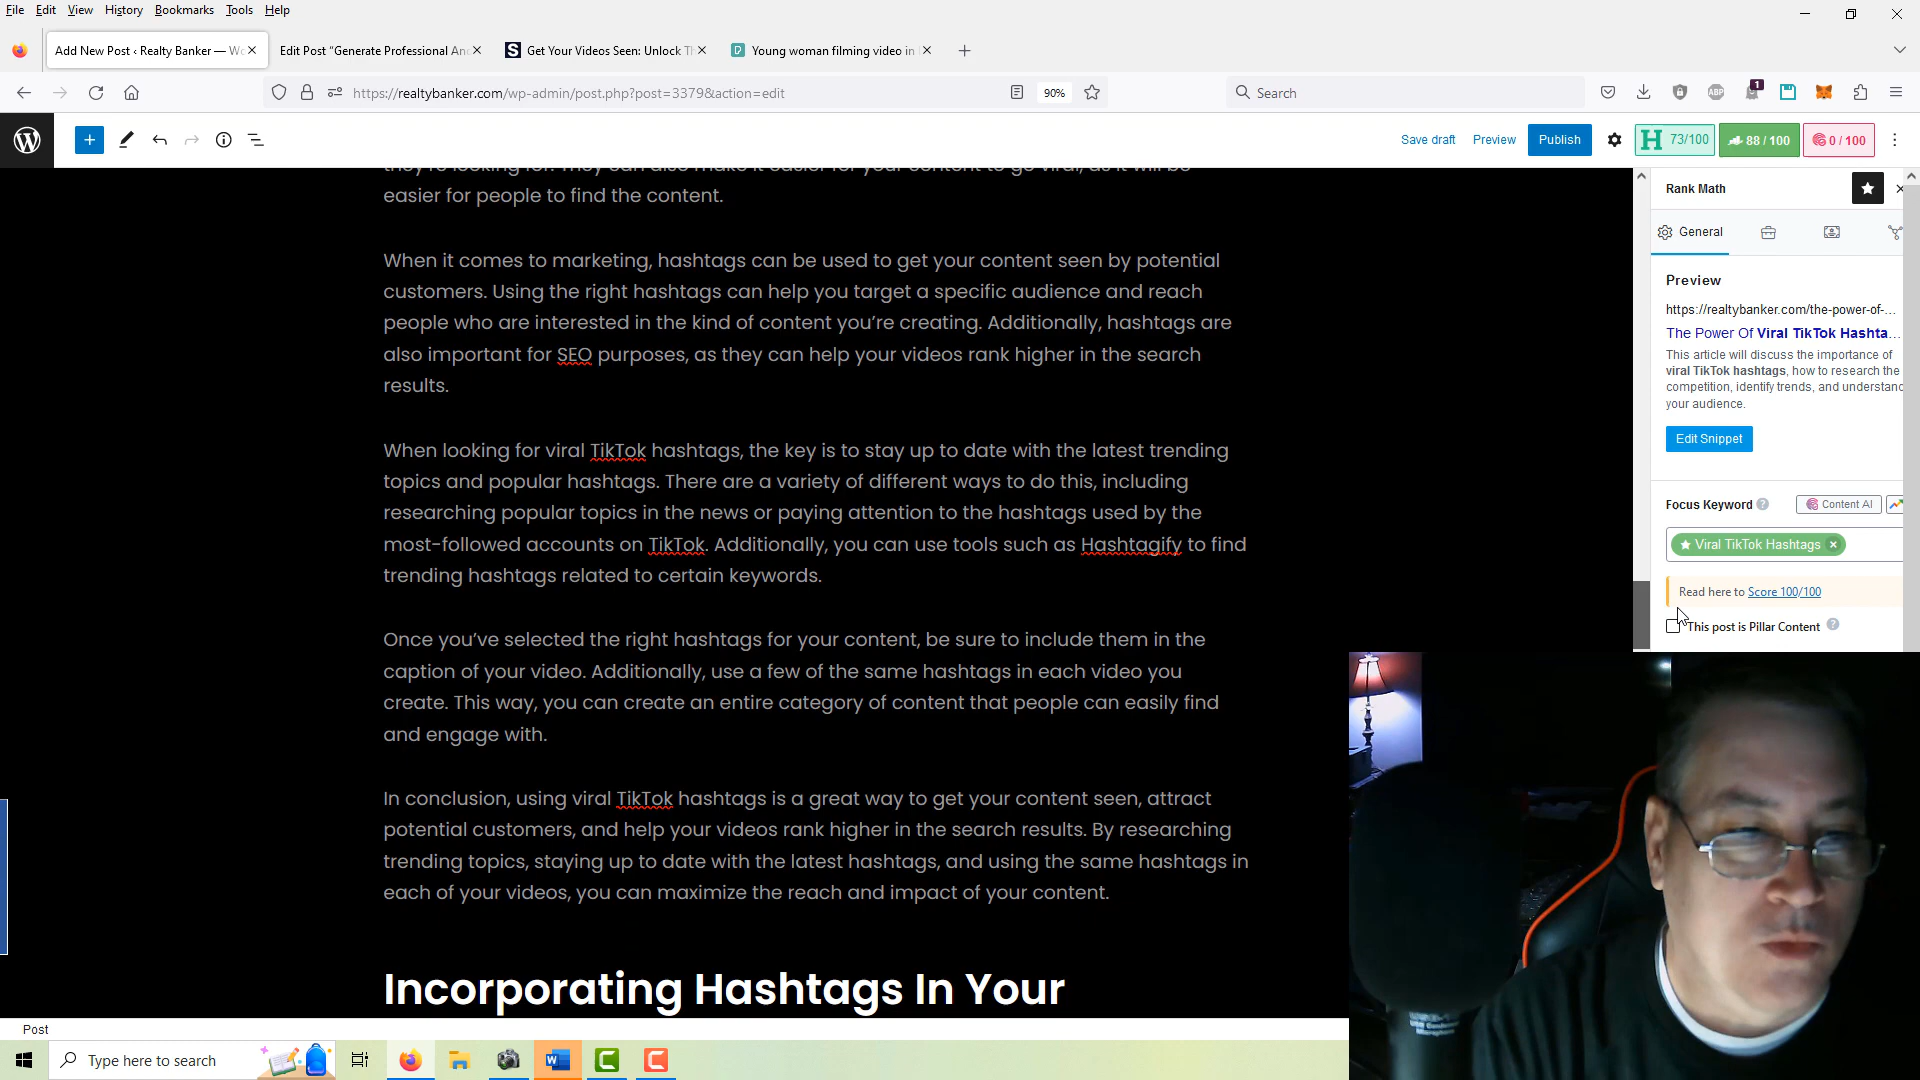 File Edit View History Bookmarks Tools Help
Add New Post ‹ Realty Banker — Wo
Edit Post “Generate Professional An
Get Your Videos Seen: Unlock Th
Young woman filming video in
https://realtybanker.com/wp-admin/post.php?post=3379&action=edit
90%
Search
ABP
1
Save draft
Preview
Publish
73/100
88 / 100
0 / 100
easier for people to find the content.
When it comes to marketing, hashtags can be used to get your content seen by potential
customers. Using the right hashtags can help you target a specific audience and reach
people who are interested in the kind of content you’re creating. Additionally, hashtags are
also important for SEO purposes, as they can help your videos rank higher in the search
results.
When looking for viral TikTok hashtags, the key is to stay up to date with the latest trending
topics and popular hashtags. There are a variety of different ways to do this, including
researching popular topics in the news or paying attention to the hashtags used by the
most-followed accounts on TikTok. Additionally, you can use tools such as Hashtagify to find
trending hashtags related to certain keywords.
Once you’ve selected the right hashtags for your content, be sure to include them in the
caption of your video. Additionally, use a few of the same hashtags in each video you
create. This way, you can create an entire category of content that people can easily find
and engage with.
In conclusion, using viral TikTok hashtags is a great way to get your content seen, attract
potential customers, and help your videos rank higher in the search results. By researching
trending topics, staying up to date with the latest hashtags, and using the same hashtags in
each of your videos, you can maximize the reach and impact of your content.
Incorporating Hashtags In Your
Rank Math
General
Preview
https://realtybanker.com/the-power-of-...
The Power Of Viral TikTok Hashta...
This article will discuss the importance of
viral TikTok hashtags, how to research the
competition, identify trends, and understand
your audience.
Edit Snippet
Focus Keyword
Content AI
Viral TikTok Hashtags
Read here to Score 100/100
This post is Pillar Content
Post
Type here to search